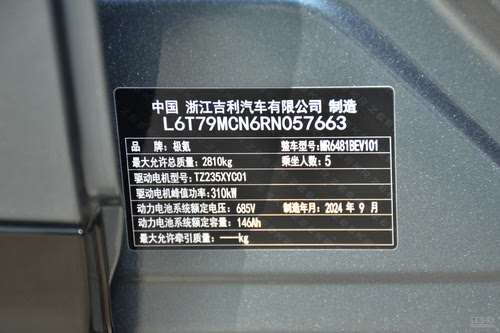 中国 浙江吉利汽车有限公司 制造
L6T79MCN6RN057663
品 牌: 极氪 整车型号: MR6481BEV101
最大允许总质量: 2810kg 乘坐人数: 5
驱动电机型号: TZ235XYC01
驱动电机峰值功率: 310kW
动力电池系统额定电压: 685V 制造年月: 2024 年 9 月
动力电池系统额定容量: 146Ah
最大允许牵引质量: ——kg